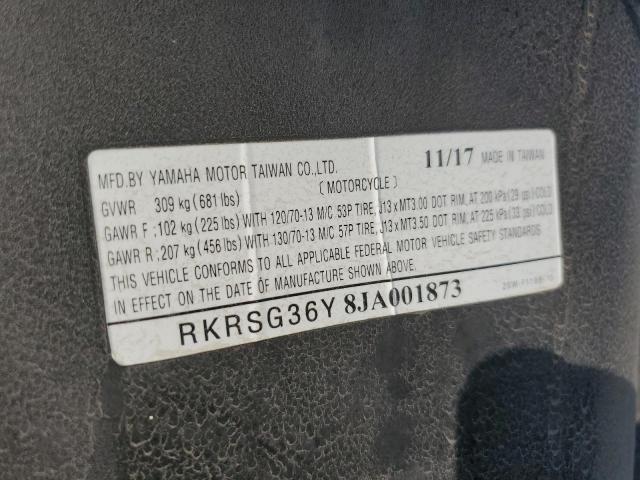 MFD.BY YAMAHA MOTOR TAIWAN CO.,LTD. 11/17 MADE IN TAIWAN
GVWR 309 kg (681 lbs) (MOTORCYCLE)
GAWR F : 102 kg (225 lbs) WITH 120/70-13 M/C 53P TIRE, J13 x MT3.00 DOT RIM, AT 200 kPa (29 psi) COLD
GAWR R : 207 kg (456 lbs) WITH 130/70-13 M/C 57P TIRE, J13 x MT3.50 DOT RIM, AT 225 kPa (33 psi) COLD
THIS VEHICLE CONFORMS TO ALL APPLICABLE FEDERAL MOTOR VEHICLE SAFETY STANDARDS
IN EFFECT ON THE DATE OF MANUFACTURE SHOWN ABOVE.
RKRSG36Y 8JA001873